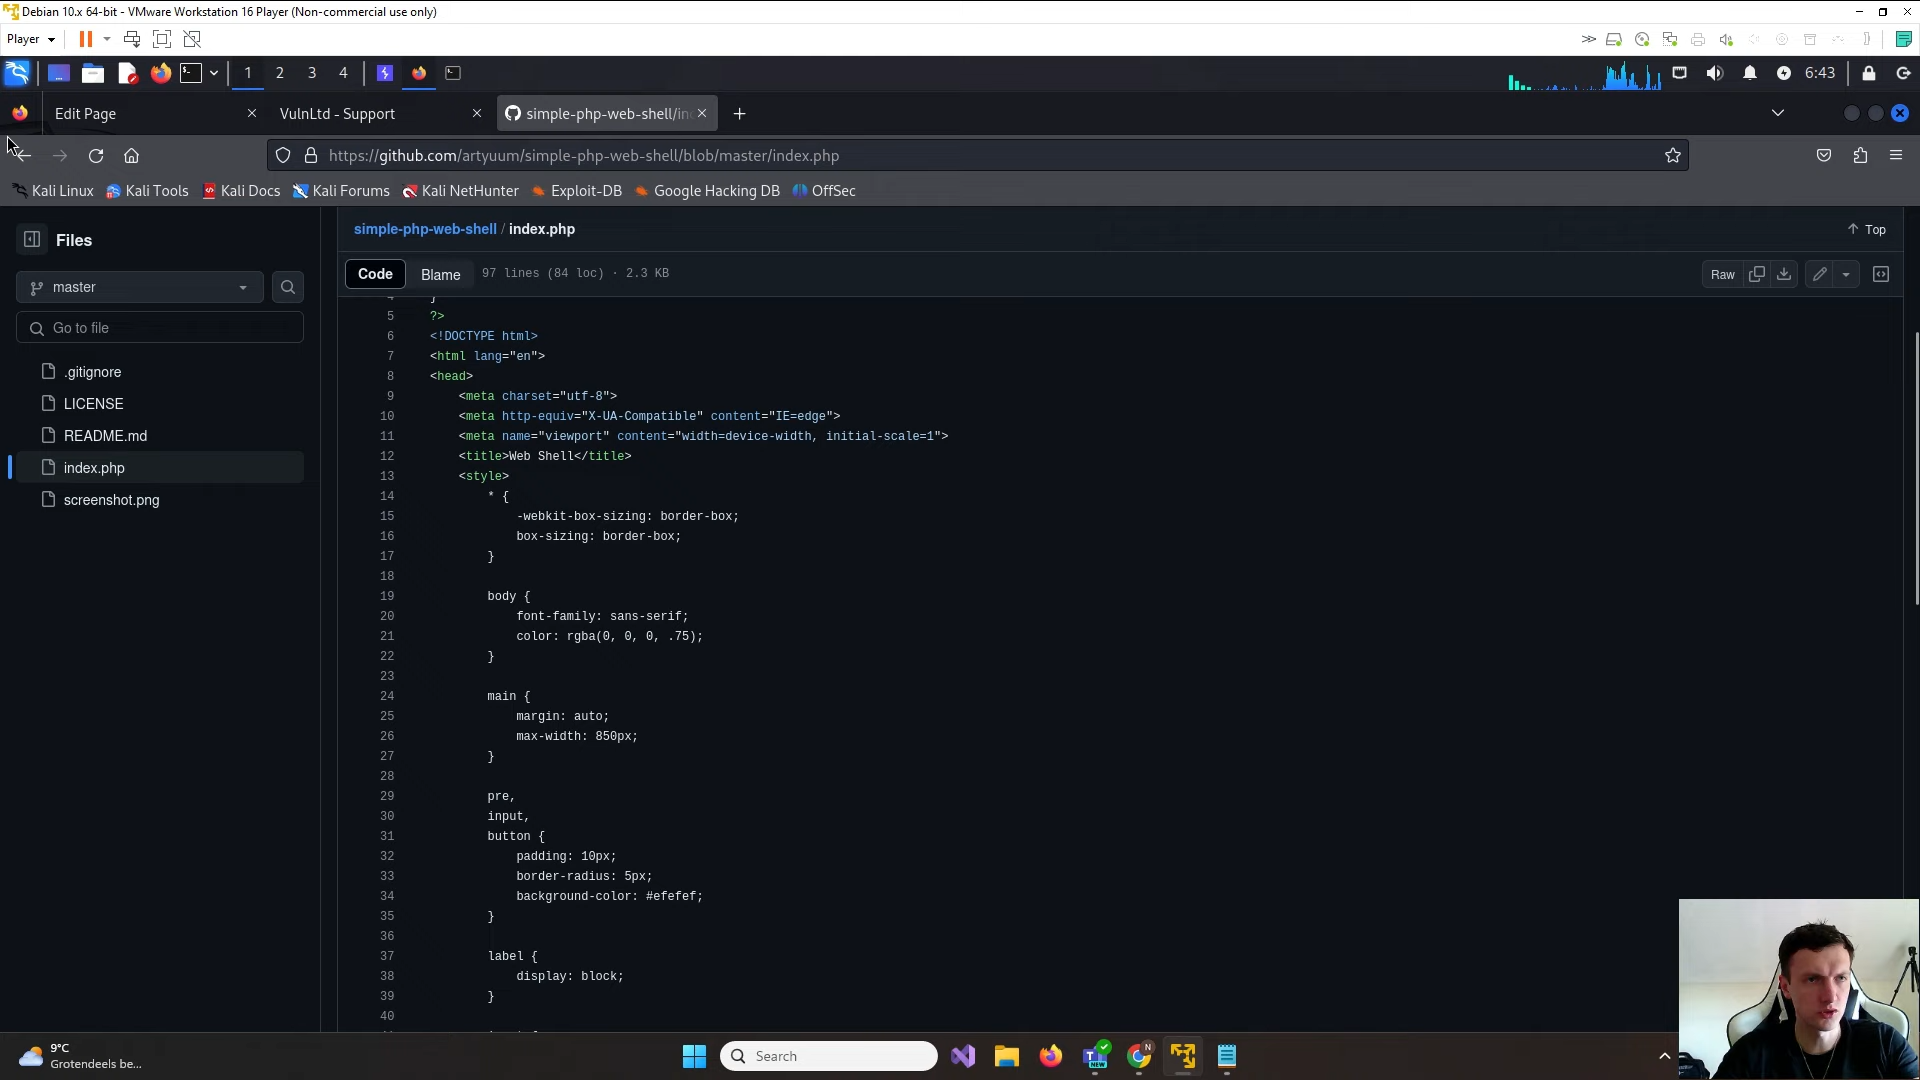 Debian 10.x 64-bit - VMware Workstation 16 Player (Non-commercial use only)
Player
1 2 3 4
6:43
Edit Page
VulnLtd - Support
simple-php-web-shell/in
https://github.com/artyuum/simple-php-web-shell/blob/master/index.php
Kali Linux
Kali Tools
Kali Docs
Kali Forums
Kali NetHunter
Exploit-DB
Google Hacking DB
OffSec
Files
master
Go to file
.gitignore
LICENSE
README.md
index.php
screenshot.png
simple-php-web-shell / index.php
Top
Code
Blame
97 lines (84 loc) · 2.3 KB
Raw
4 }
5 ?>
6 <!DOCTYPE html>
7 <html lang="en">
8 <head>
9 <meta charset="utf-8">
10 <meta http-equiv="X-UA-Compatible" content="IE=edge">
11 <meta name="viewport" content="width=device-width, initial-scale=1">
12 <title>Web Shell</title>
13 <style>
14 * {
15 -webkit-box-sizing: border-box;
16 box-sizing: border-box;
17 }
18
19 body {
20 font-family: sans-serif;
21 color: rgba(0, 0, 0, .75);
22 }
23
24 main {
25 margin: auto;
26 max-width: 850px;
27 }
28
29 pre,
30 input,
31 button {
32 padding: 10px;
33 border-radius: 5px;
34 background-color: #efefef;
35 }
36
37 label {
38 display: block;
39 }
40
9°C
Grotendeels be...
Search
NEW
N